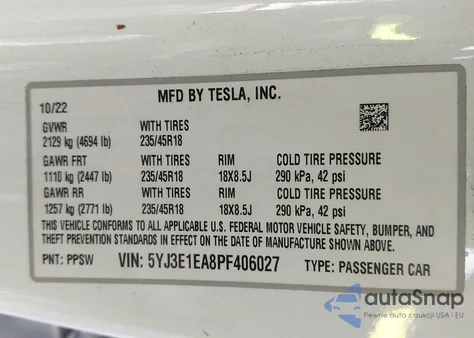 MFD BY TESLA, INC.
10/22
GVWR WITH TIRES
2129 kg (4694 lb) 235/45R18
GAWR FRT WITH TIRES RIM COLD TIRE PRESSURE
1110 kg (2447 lb) 235/45R18 18X8.5J 290 kPa, 42 psi
GAWR RR WITH TIRES RIM COLD TIRE PRESSURE
1257 kg (2771 lb) 235/45R18 18X8.5J 290 kPa, 42 psi
THIS VEHICLE CONFORMS TO ALL APPLICABLE U.S. FEDERAL MOTOR VEHICLE SAFETY, BUMPER, AND
THEFT PREVENTION STANDARDS IN EFFECT ON THE DATE OF MANUFACTURE SHOWN ABOVE.
PNT: PPSW VIN: 5YJ3E1EA8PF406027 TYPE: PASSENGER CAR
autoSnap
Pewne auta z aukcji USA i EU